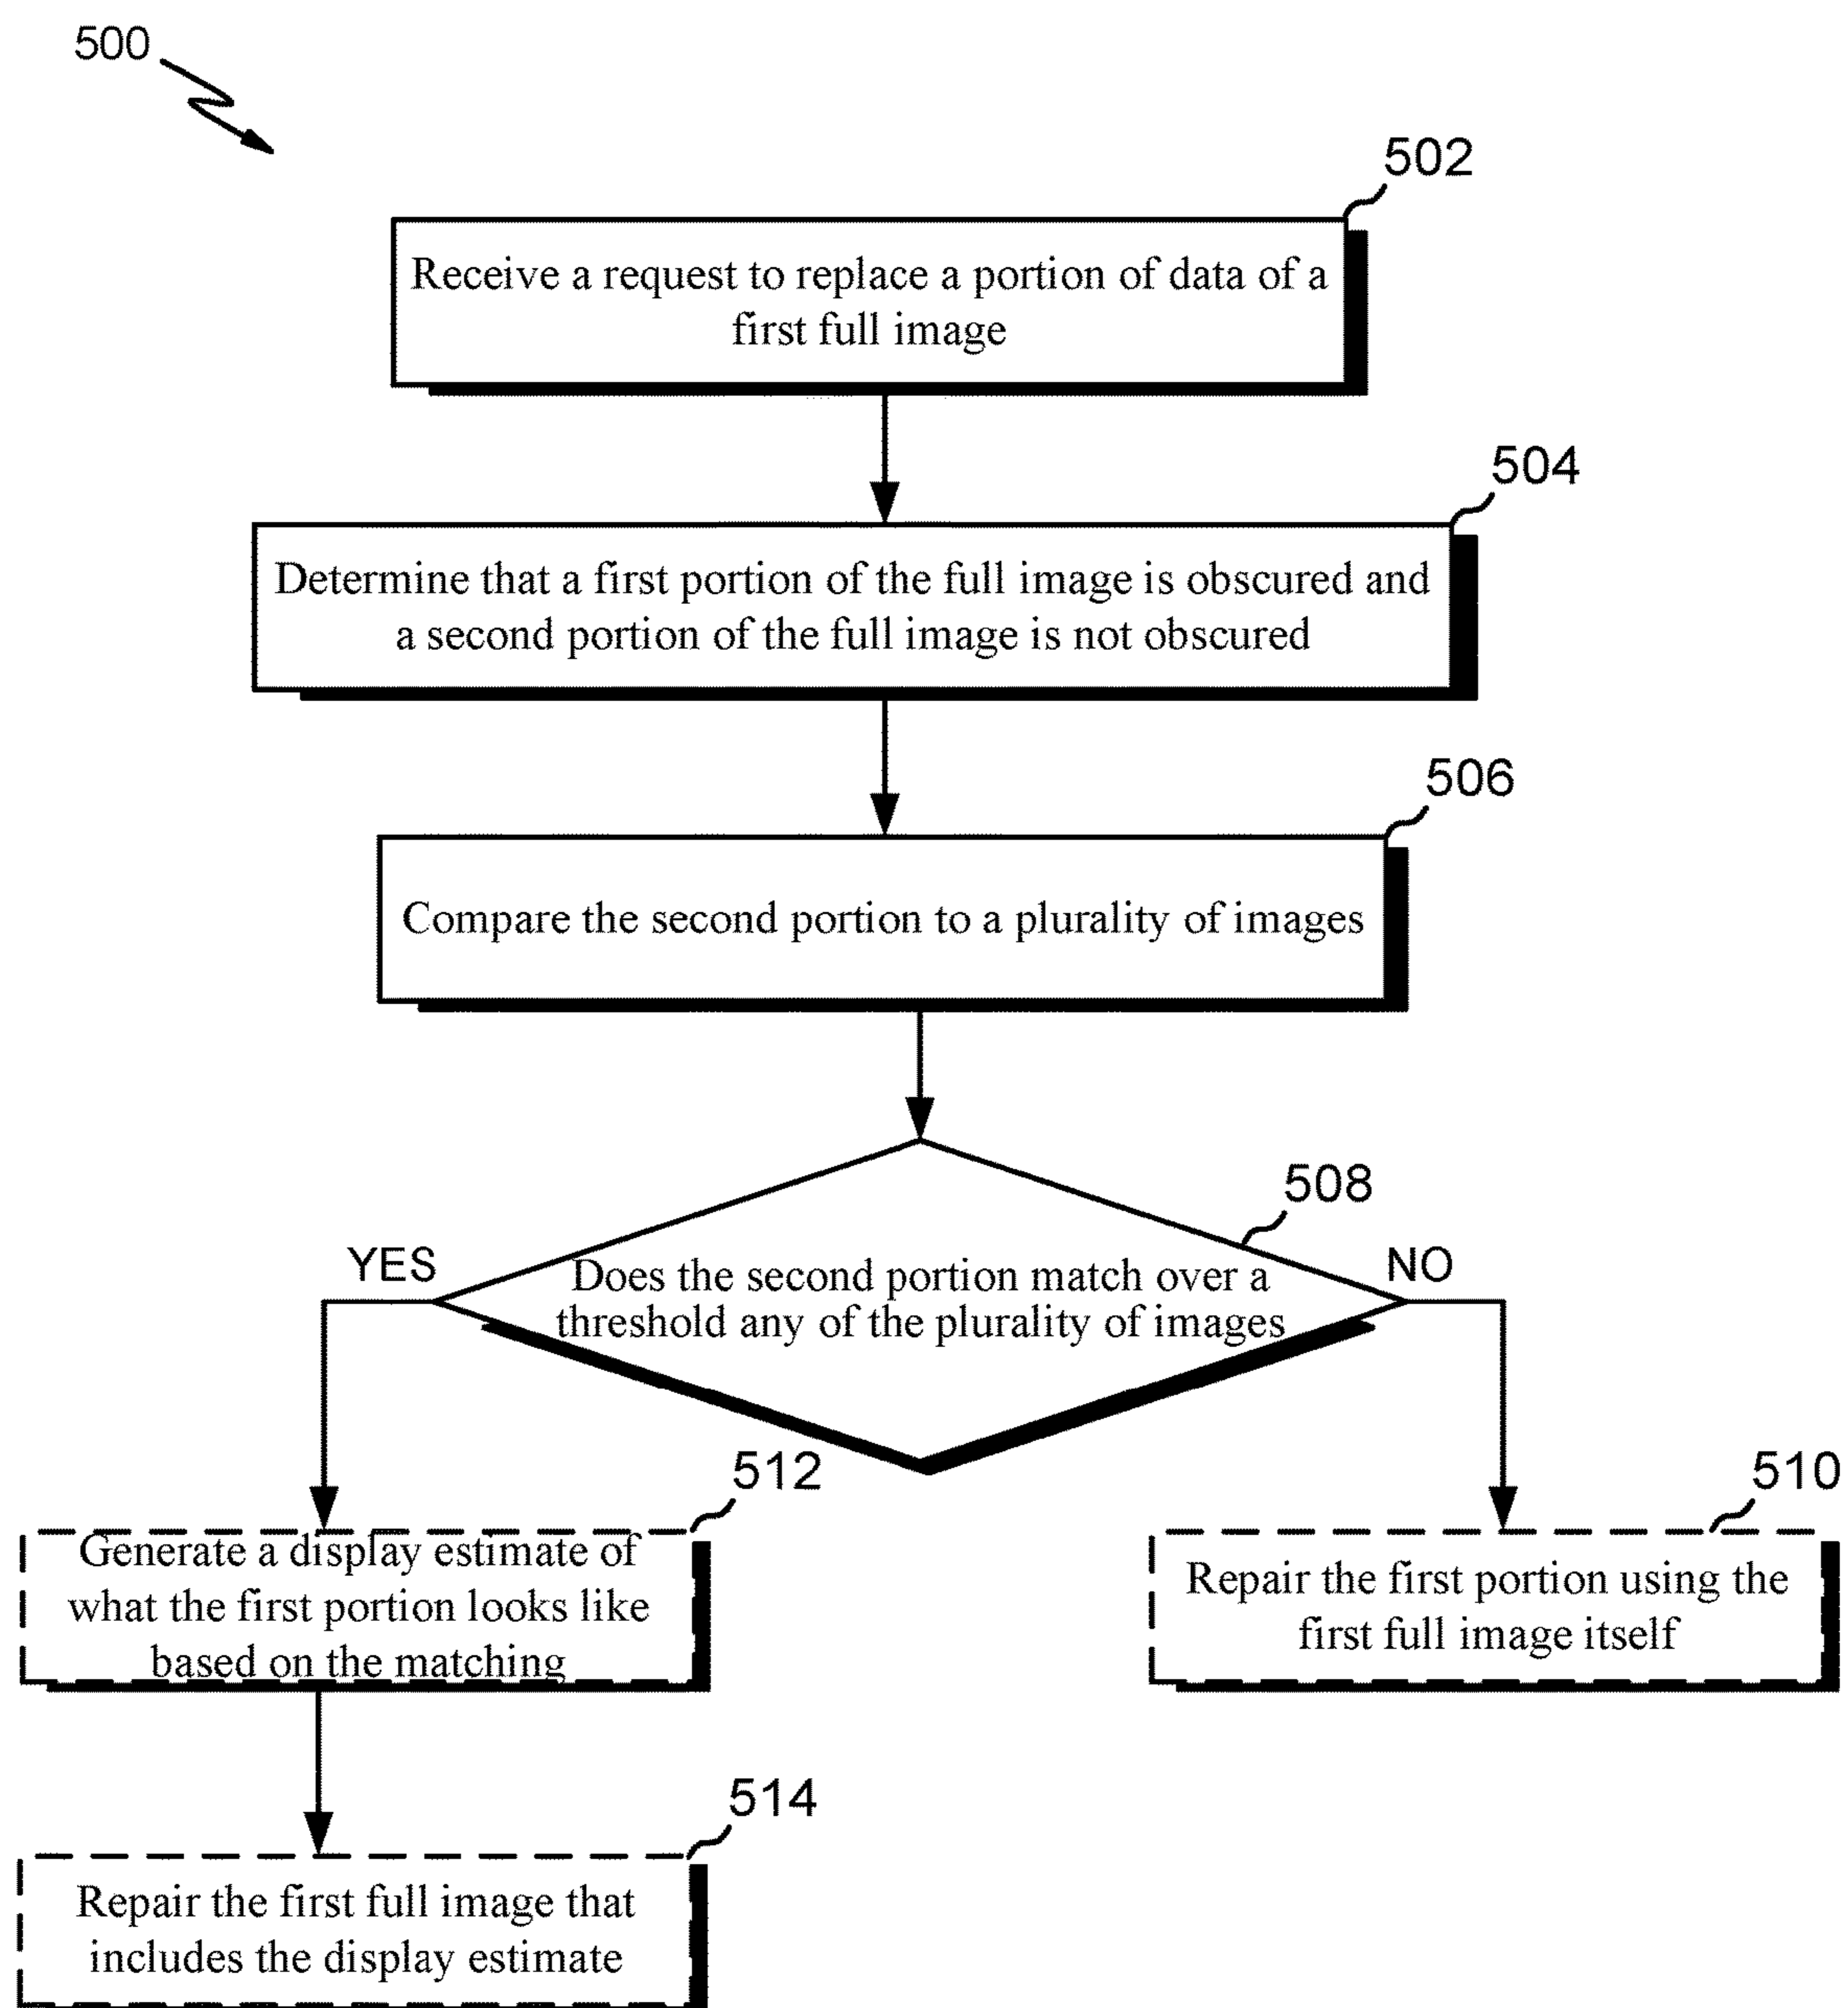 500
502
Receive a request to replace a portion of data of a
first full image
504
Determine that a first portion of the full image is obscured and
a second portion of the full image is not obscured
506
Compare the second portion to a plurality of images
508
YES
NO
Does the second portion match over a
threshold any of the plurality of images
512
Generate a display estimate of
what the first portion looks like
based on the matching
510
Repair the first portion using the
first full image itself
514
Repair the first full image that
includes the display estimate